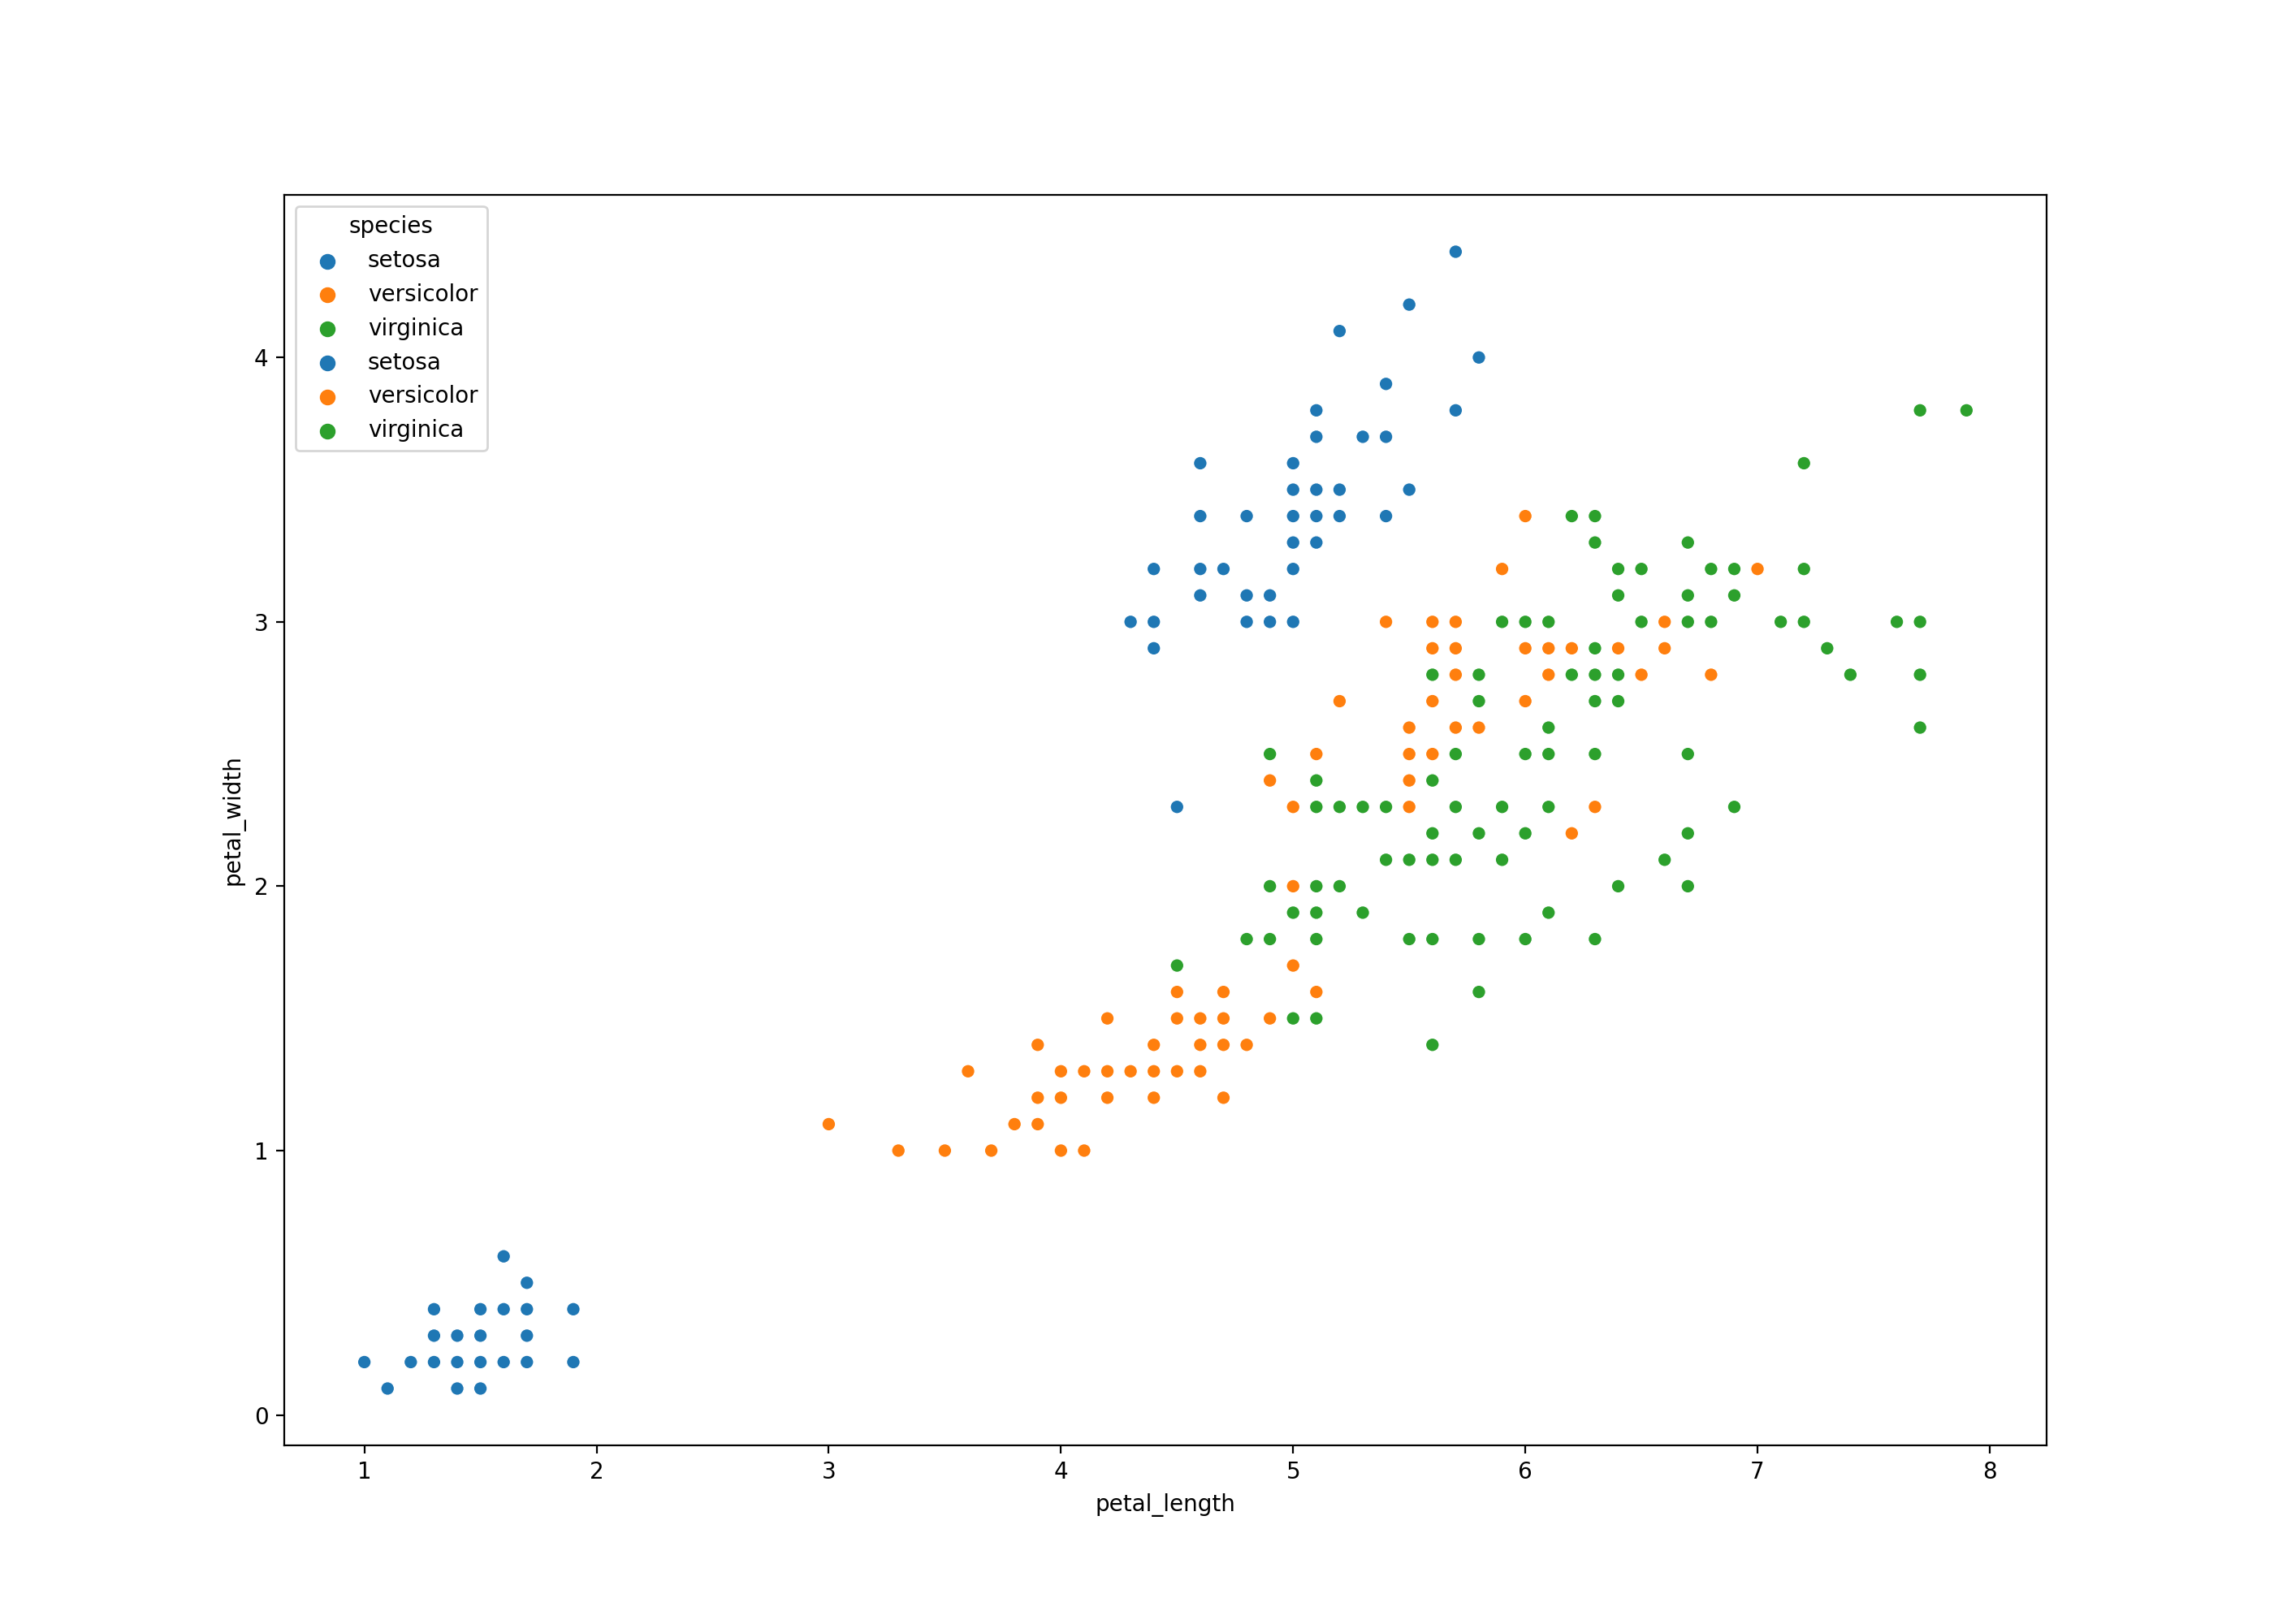 species
setosa
versicolor
virginica
setosa
versicolor
virginica
4
3
2
1
0
petal_width
1 2 3 4 5 6 7 8
petal_length